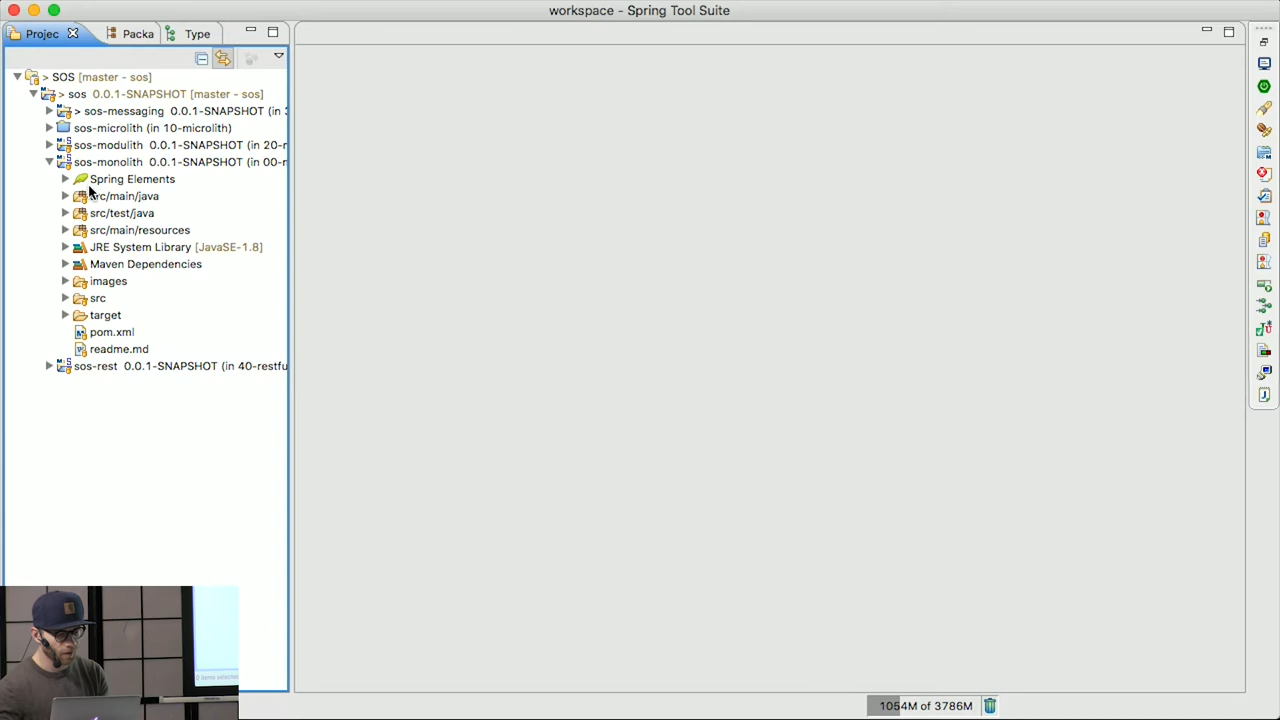 workspace - Spring Tool Suite
Projec
Packa
Type
> SOS [master - sos]
> sos 0.0.1-SNAPSHOT [master - sos]
> sos-messaging 0.0.1-SNAPSHOT (in 3
sos-microlith (in 10-microlith)
sos-modulith 0.0.1-SNAPSHOT (in 20-r
sos-monolith 0.0.1-SNAPSHOT (in 00-m
Spring Elements
src/main/java
src/test/java
src/main/resources
JRE System Library [JavaSE-1.8]
Maven Dependencies
images
src
target
pom.xml
readme.md
sos-rest 0.0.1-SNAPSHOT (in 40-restfu
0 items selected
1054M of 3786M